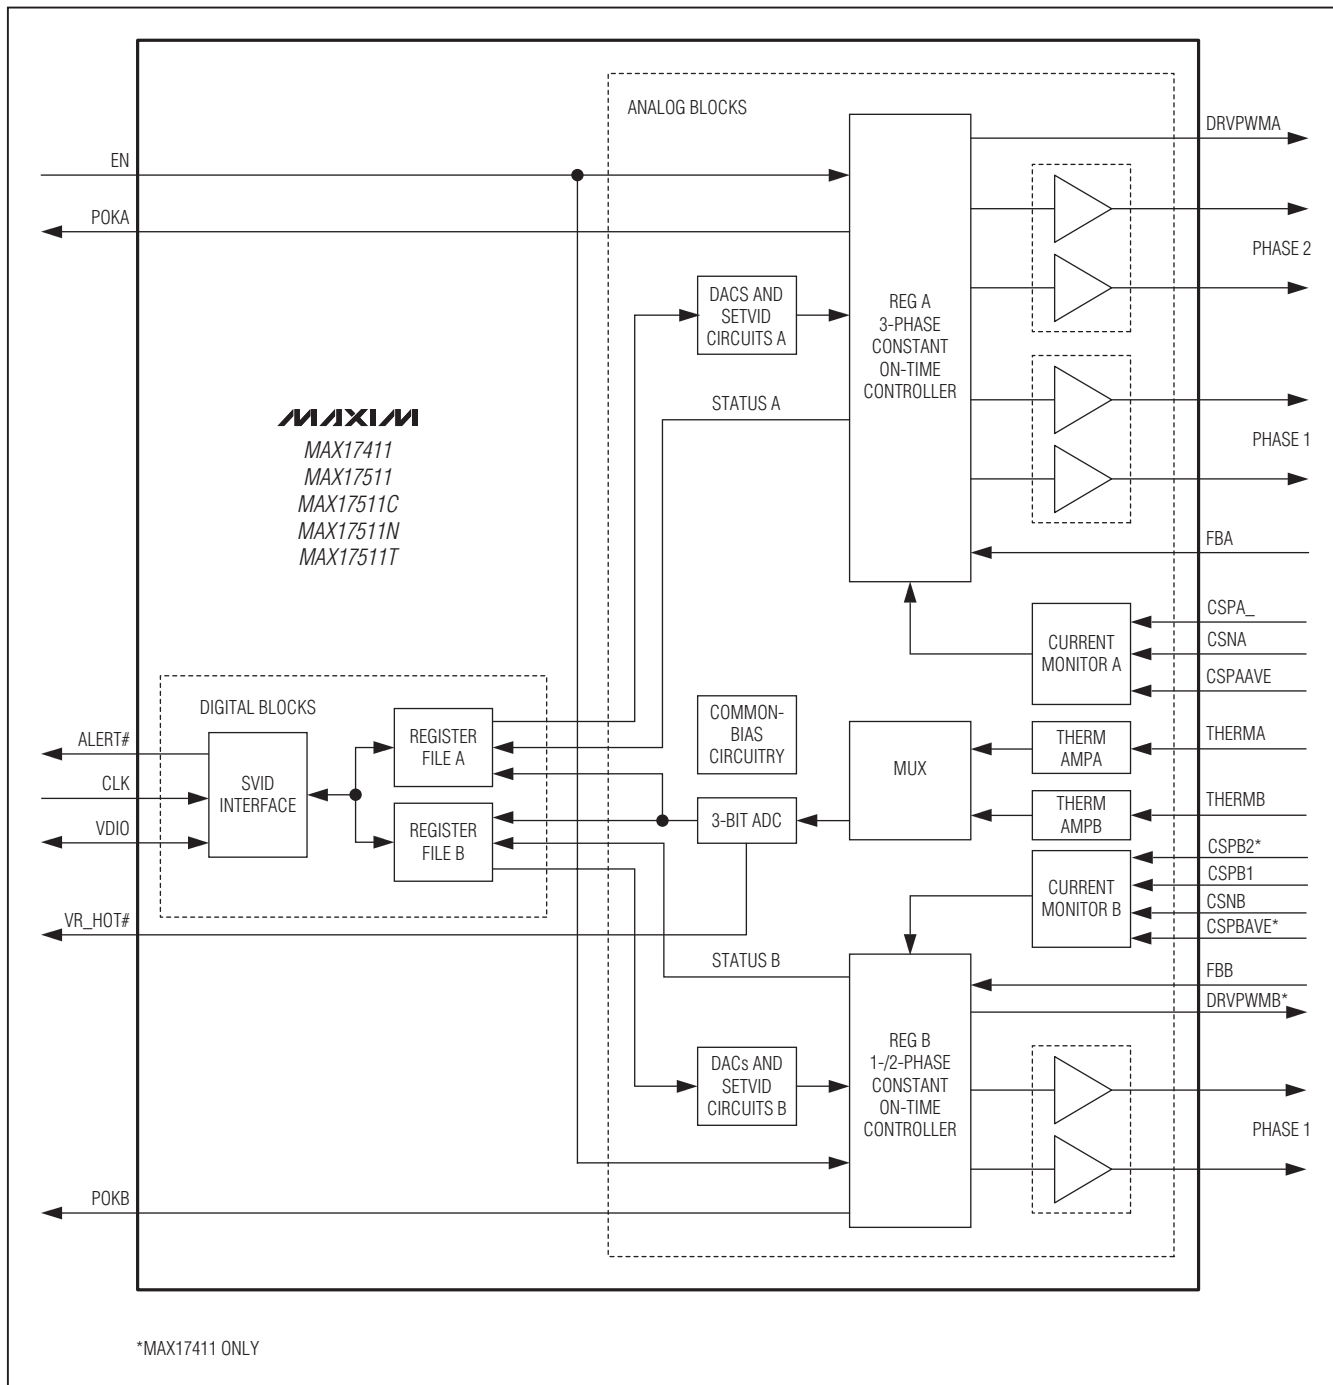 ANALOG BLOCKS
DRVPWMA
EN
POKA
PHASE 2
DACS AND
SETVID
CIRCUITS A
REG A
3-PHASE
CONSTANT
ON-TIME
CONTROLLER
STATUS A
PHASE 1
MAXIM
MAX17411
MAX17511
MAX17511C
MAX17511N
MAX17511T
FBA
CSPA_
CSNA
CSPAAVE
CURRENT
MONITOR A
DIGITAL BLOCKS
ALERT#
CLK
VDIO
SVID
INTERFACE
REGISTER
FILE A
REGISTER
FILE B
COMMON-
BIAS
CIRCUITRY
MUX
3-BIT ADC
THERM
AMPA
THERMA
THERM
AMPB
THERMB
CSPB2*
CSPB1
CSNB
CSPBAVE*
CURRENT
MONITOR B
VR_HOT#
STATUS B
FBB
DRVPWMB*
DACs AND
SETVID
CIRCUITS B
REG B
1-/2-PHASE
CONSTANT
ON-TIME
CONTROLLER
PHASE 1
POKB
*MAX17411 ONLY